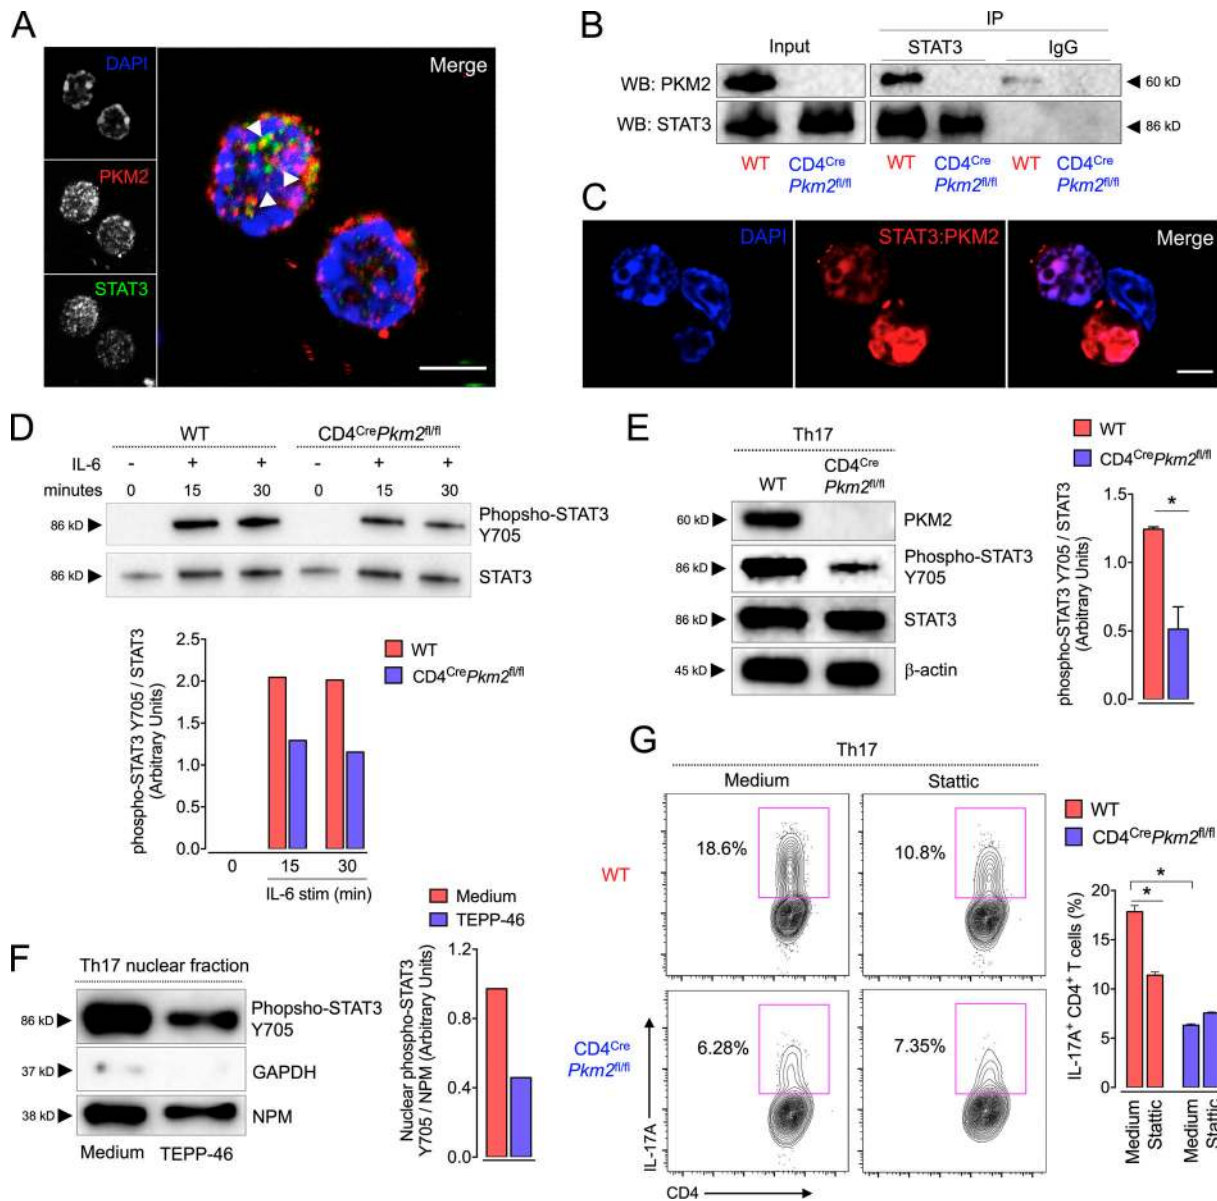 A
DAPI
PKM2
STAT3
Merge
B
IP
Input
STAT3
IgG
WB: PKM2
60 kD
WB: STAT3
86 kD
WT
CD4Cre
Pkm2fl/fl
WT
CD4Cre
Pkm2fl/fl
WT
CD4Cre
Pkm2fl/fl
C
DAPI
STAT3:PKM2
Merge
D
WT
CD4CrePkm2fl/fl
IL-6 - + + - + +
minutes 0 15 30 0 15 30
86 kD
Phopsho-STAT3
Y705
86 kD
STAT3
phospho-STAT3 Y705 / STAT3
(Arbitrary Units)
2.5
2.0
1.5
1.0
0.5
0.0
0
15
30
IL-6 stim (min)
WT
CD4CrePkm2fl/fl
E
Th17
WT
CD4Cre
Pkm2fl/fl
60 kD
PKM2
86 kD
Phospho-STAT3
Y705
86 kD
STAT3
45 kD
β-actin
WT
CD4CrePkm2fl/fl
phospho-STAT3 Y705 / STAT3
(Arbitrary Units)
1.5
1.0
0.5
0.0
*
F
Th17 nuclear fraction
86 kD
Phopsho-STAT3
Y705
37 kD
GAPDH
38 kD
NPM
Medium
TEPP-46
Medium
TEPP-46
Nuclear phospho-STAT3
Y705 / NPM (Arbitrary Units)
1.2
0.8
0.4
0.0
G
Th17
Medium
Stattic
WT
18.6%
10.8%
CD4Cre
Pkm2fl/fl
6.28%
7.35%
IL-17A
CD4
WT
CD4CrePkm2fl/fl
IL-17A+ CD4+ T cells (%)
20
15
10
5
0
*
*
Medium
Stattic
Medium
Stattic